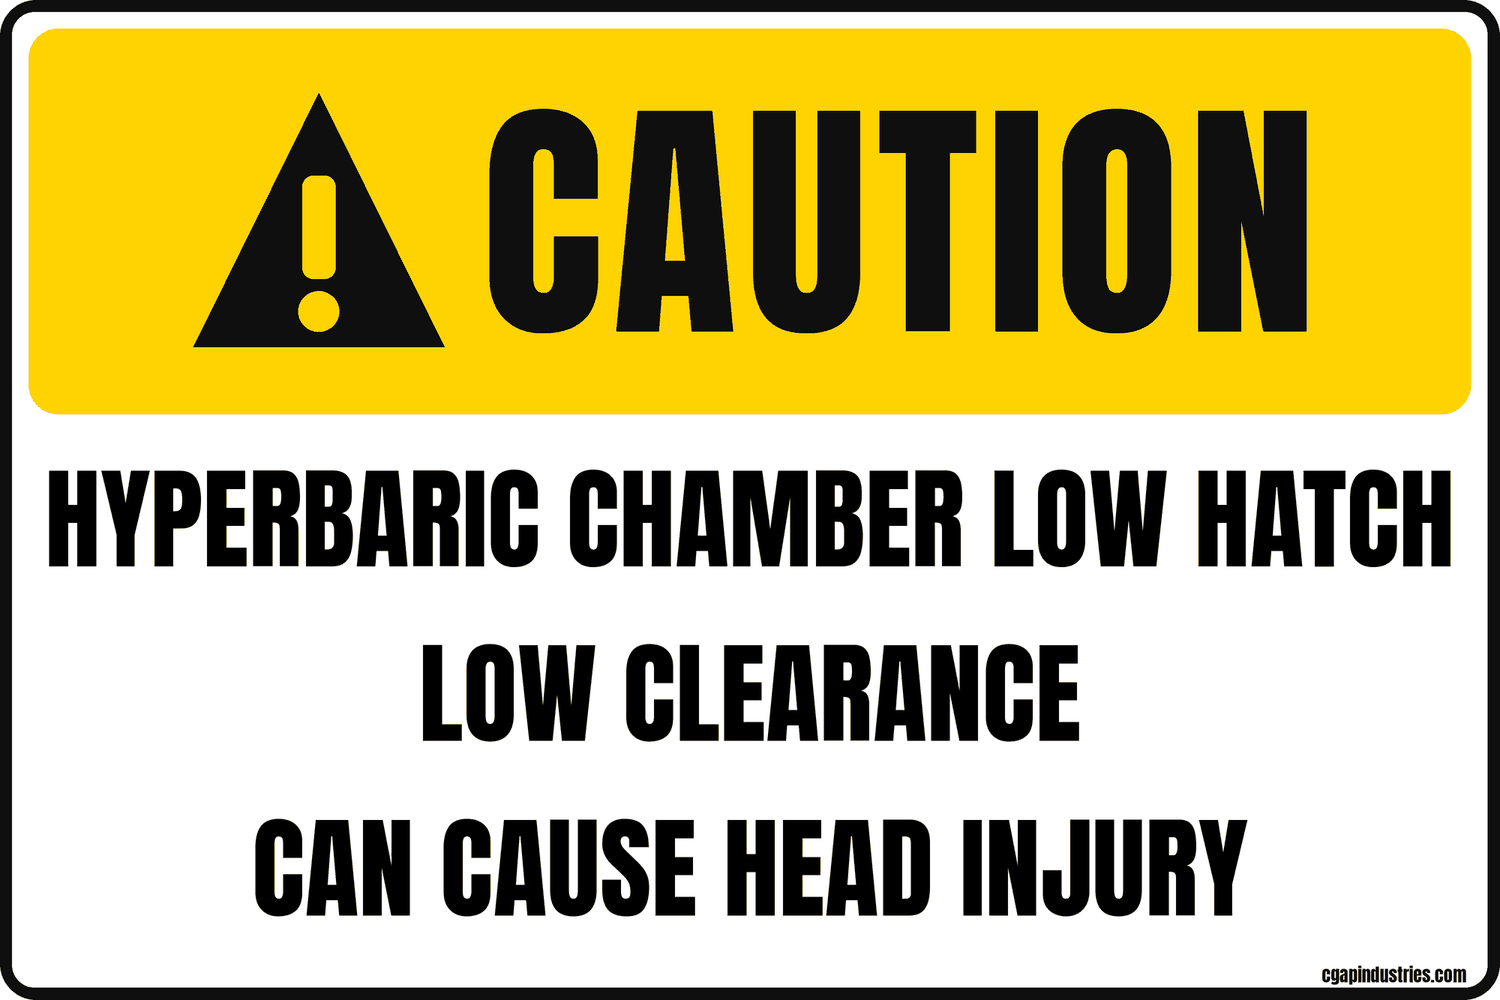 CAUTION
HYPERBARIC CHAMBER LOW HATCH
LOW CLEARANCE
CAN CAUSE HEAD INJURY
cgapindustries.com